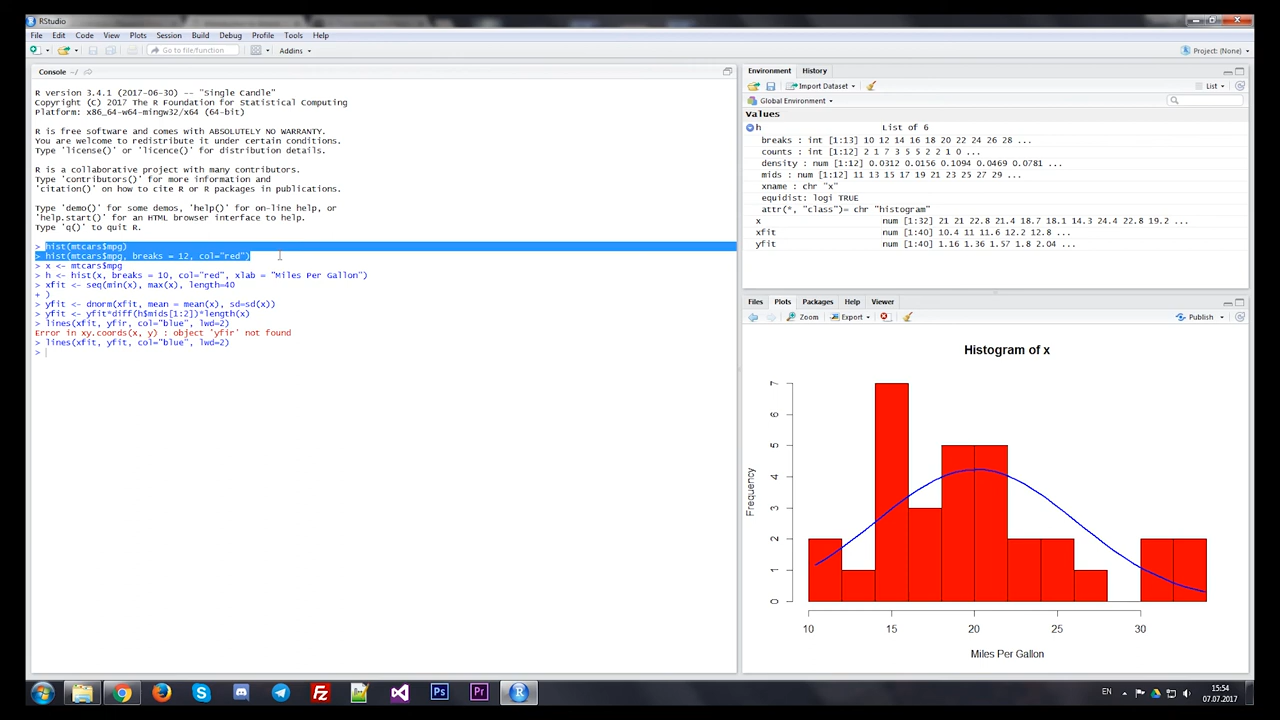 RStudio
File Edit Code View Plots Session Build Debug Profile Tools Help
Go to file/function Addins Project: (None)
Console ~/
R version 3.4.1 (2017-06-30) -- "Single Candle"
Copyright (C) 2017 The R Foundation for Statistical Computing
Platform: x86_64-w64-mingw32/x64 (64-bit)
R is free software and comes with ABSOLUTELY NO WARRANTY.
You are welcome to redistribute it under certain conditions.
Type 'license()' or 'licence()' for distribution details.
R is a collaborative project with many contributors.
Type 'contributors()' for more information and
'citation()' on how to cite R or R packages in publications.
Type 'demo()' for some demos, 'help()' for on-line help, or
'help.start()' for an HTML browser interface to help.
Type 'q()' to quit R.
> hist(mtcars$mpg)
> hist(mtcars$mpg, breaks = 12, col="red")
> x <- mtcars$mpg
> h <- hist(x, breaks = 10, col="red", xlab = "Miles Per Gallon")
> xfit <- seq(min(x), max(x), length=40
+ )
> yfit <- dnorm(xfit, mean = mean(x), sd=sd(x))
> yfit <- yfit*diff(h$mids[1:2])*length(x)
> lines(xfit, yfir, col="blue", lwd=2)
Error in xy.coords(x, y) : object 'yfir' not found
> lines(xfit, yfit, col="blue", lwd=2)
>
Environment History
Import Dataset List
Global Environment
Values
h List of 6
breaks : int [1:13] 10 12 14 16 18 20 22 24 26 28 ...
counts : int [1:12] 2 1 7 3 5 5 2 2 1 0 ...
density : num [1:12] 0.0312 0.0156 0.1094 0.0469 0.0781 ...
mids : num [1:12] 11 13 15 17 19 21 23 25 27 29 ...
xname : chr "x"
equidist: logi TRUE
attr(*, "class")= chr "histogram"
x num [1:32] 21 21 22.8 21.4 18.7 18.1 14.3 24.4 22.8 19.2 ...
xfit num [1:40] 10.4 11 11.6 12.2 12.8 ...
yfit num [1:40] 1.16 1.36 1.57 1.8 2.04 ...
Files Plots Packages Help Viewer
Zoom Export Publish
Histogram of x
Frequency
7
6
5
4
3
2
1
0
10 15 20 25 30
Miles Per Gallon
Ps Pr R
EN 15:54
07.07.2017